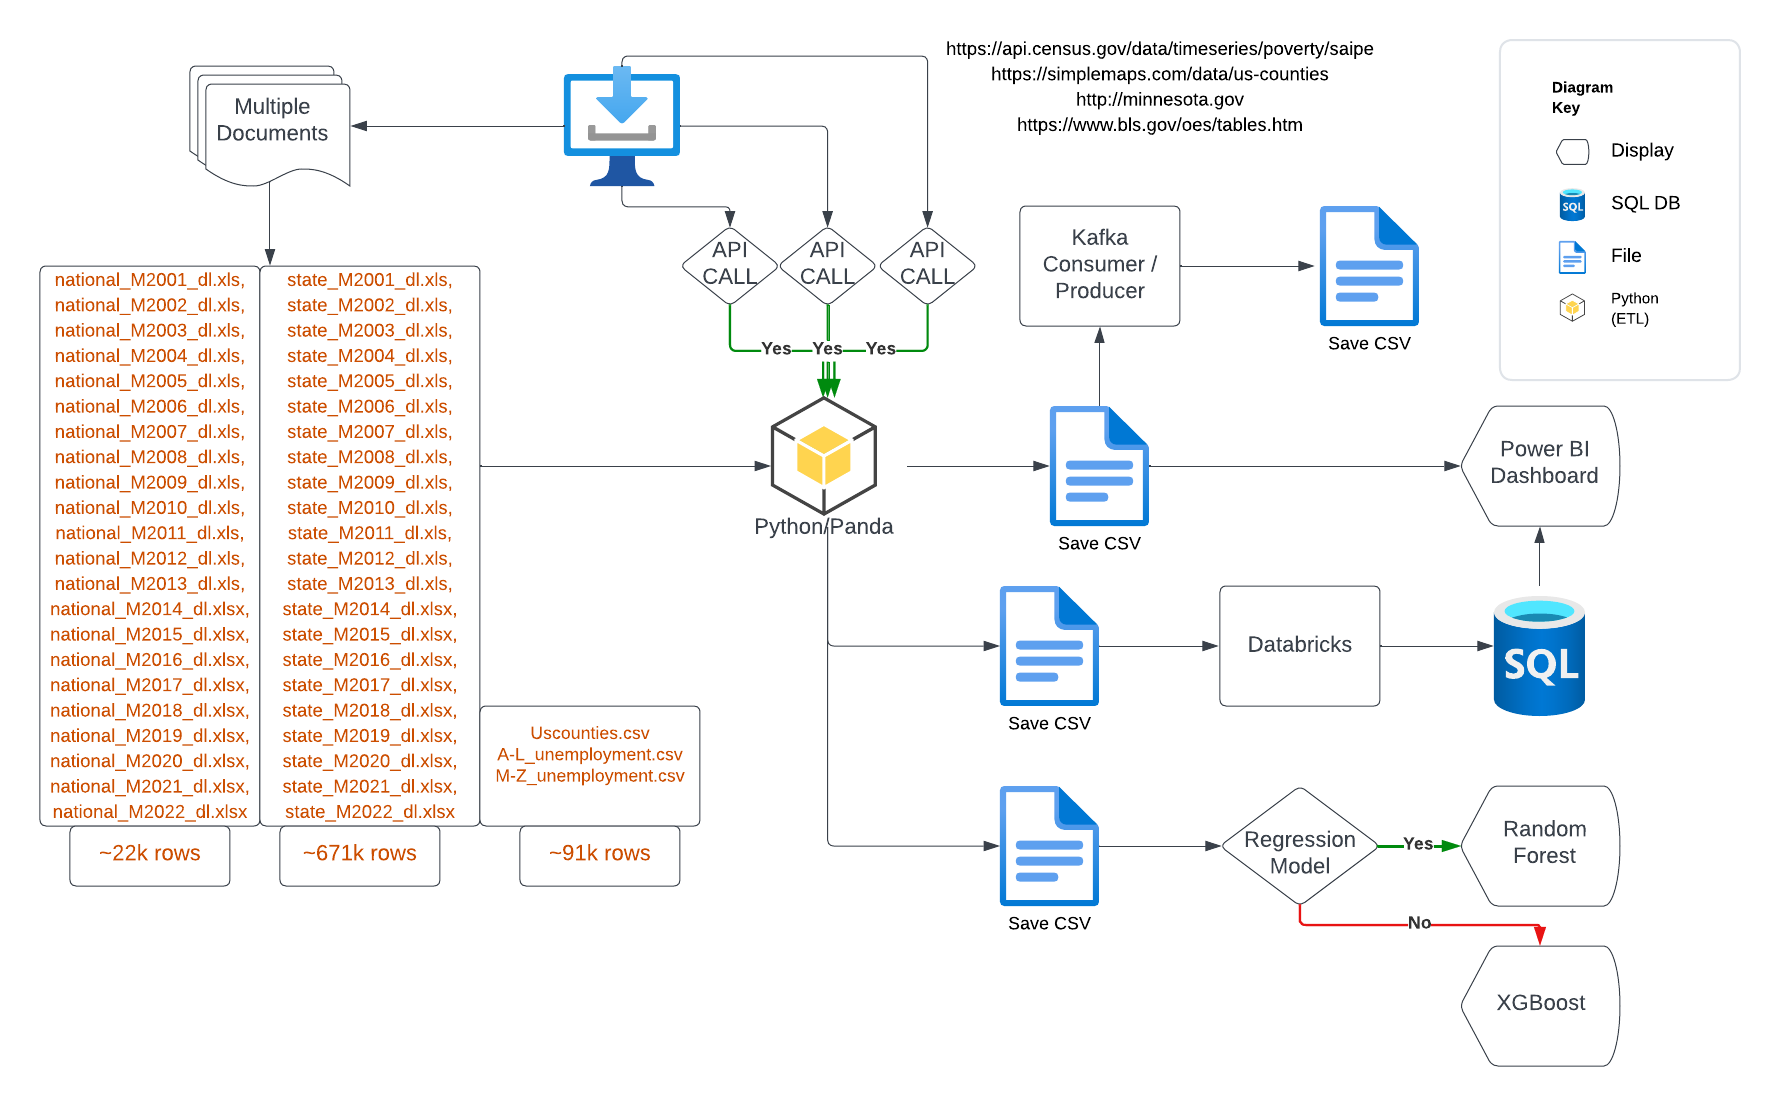 https://api.census.gov/data/timeseries/poverty/saipe
https://simplemaps.com/data/us-counties
http://minnesota.gov
https://www.bls.gov/oes/tables.htm
Diagram
Key
Display
SQL
SQL DB
File
Python
(ETL)
Multiple
Documents
API
CALL
API
CALL
API
CALL
Yes
Yes
Yes
Kafka
Consumer /
Producer
Save CSV
national_M2001_dl.xls,
national_M2002_dl.xls,
national_M2003_dl.xls,
national_M2004_dl.xls,
national_M2005_dl.xls,
national_M2006_dl.xls,
national_M2007_dl.xls,
national_M2008_dl.xls,
national_M2009_dl.xls,
national_M2010_dl.xls,
national_M2011_dl.xls,
national_M2012_dl.xls,
national_M2013_dl.xls,
national_M2014_dl.xlsx,
national_M2015_dl.xlsx,
national_M2016_dl.xlsx,
national_M2017_dl.xlsx,
national_M2018_dl.xlsx,
national_M2019_dl.xlsx,
national_M2020_dl.xlsx,
national_M2021_dl.xlsx,
national_M2022_dl.xlsx
~22k rows
state_M2001_dl.xls,
state_M2002_dl.xls,
state_M2003_dl.xls,
state_M2004_dl.xls,
state_M2005_dl.xls,
state_M2006_dl.xls,
state_M2007_dl.xls,
state_M2008_dl.xls,
state_M2009_dl.xls,
state_M2010_dl.xls,
state_M2011_dl.xls,
state_M2012_dl.xls,
state_M2013_dl.xls,
state_M2014_dl.xlsx,
state_M2015_dl.xlsx,
state_M2016_dl.xlsx,
state_M2017_dl.xlsx,
state_M2018_dl.xlsx,
state_M2019_dl.xlsx,
state_M2020_dl.xlsx,
state_M2021_dl.xlsx,
state_M2022_dl.xlsx
~671k rows
Uscounties.csv
A-L_unemployment.csv
M-Z_unemployment.csv
~91k rows
Python/Panda
Save CSV
Power BI
Dashboard
Save CSV
Databricks
SQL
Save CSV
Regression
Model
Yes
Random
Forest
No
XGBoost